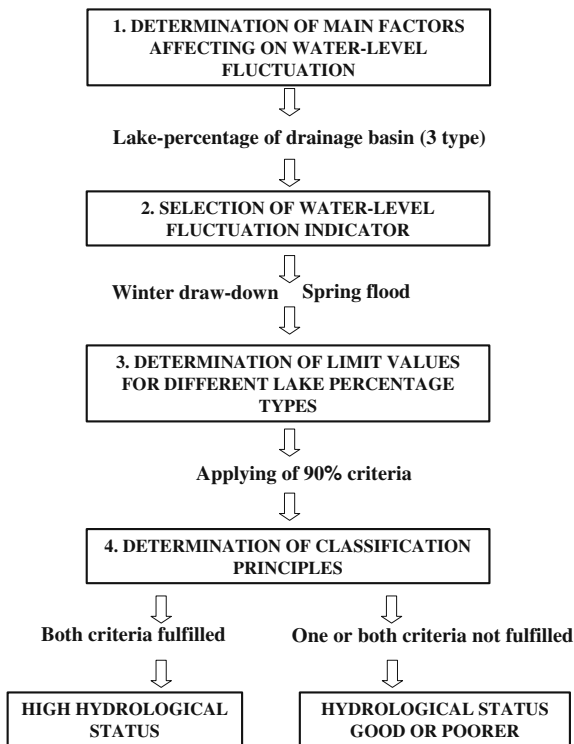 1. DETERMINATION OF MAIN FACTORS
AFFECTING ON WATER-LEVEL
FLUCTUATION
Lake-percentage of drainage basin (3 type)
2. SELECTION OF WATER-LEVEL
FLUCTUATION INDICATOR
Winter draw-down Spring flood
3. DETERMINATION OF LIMIT VALUES
FOR DIFFERENT LAKE PERCENTAGE
TYPES
Applying of 90% criteria
4. DETERMINATION OF CLASSIFICATION
PRINCIPLES
Both criteria fulfilled
One or both criteria not fulfilled
HIGH HYDROLOGICAL
STATUS
HYDROLOGICAL STATUS
GOOD OR POORER